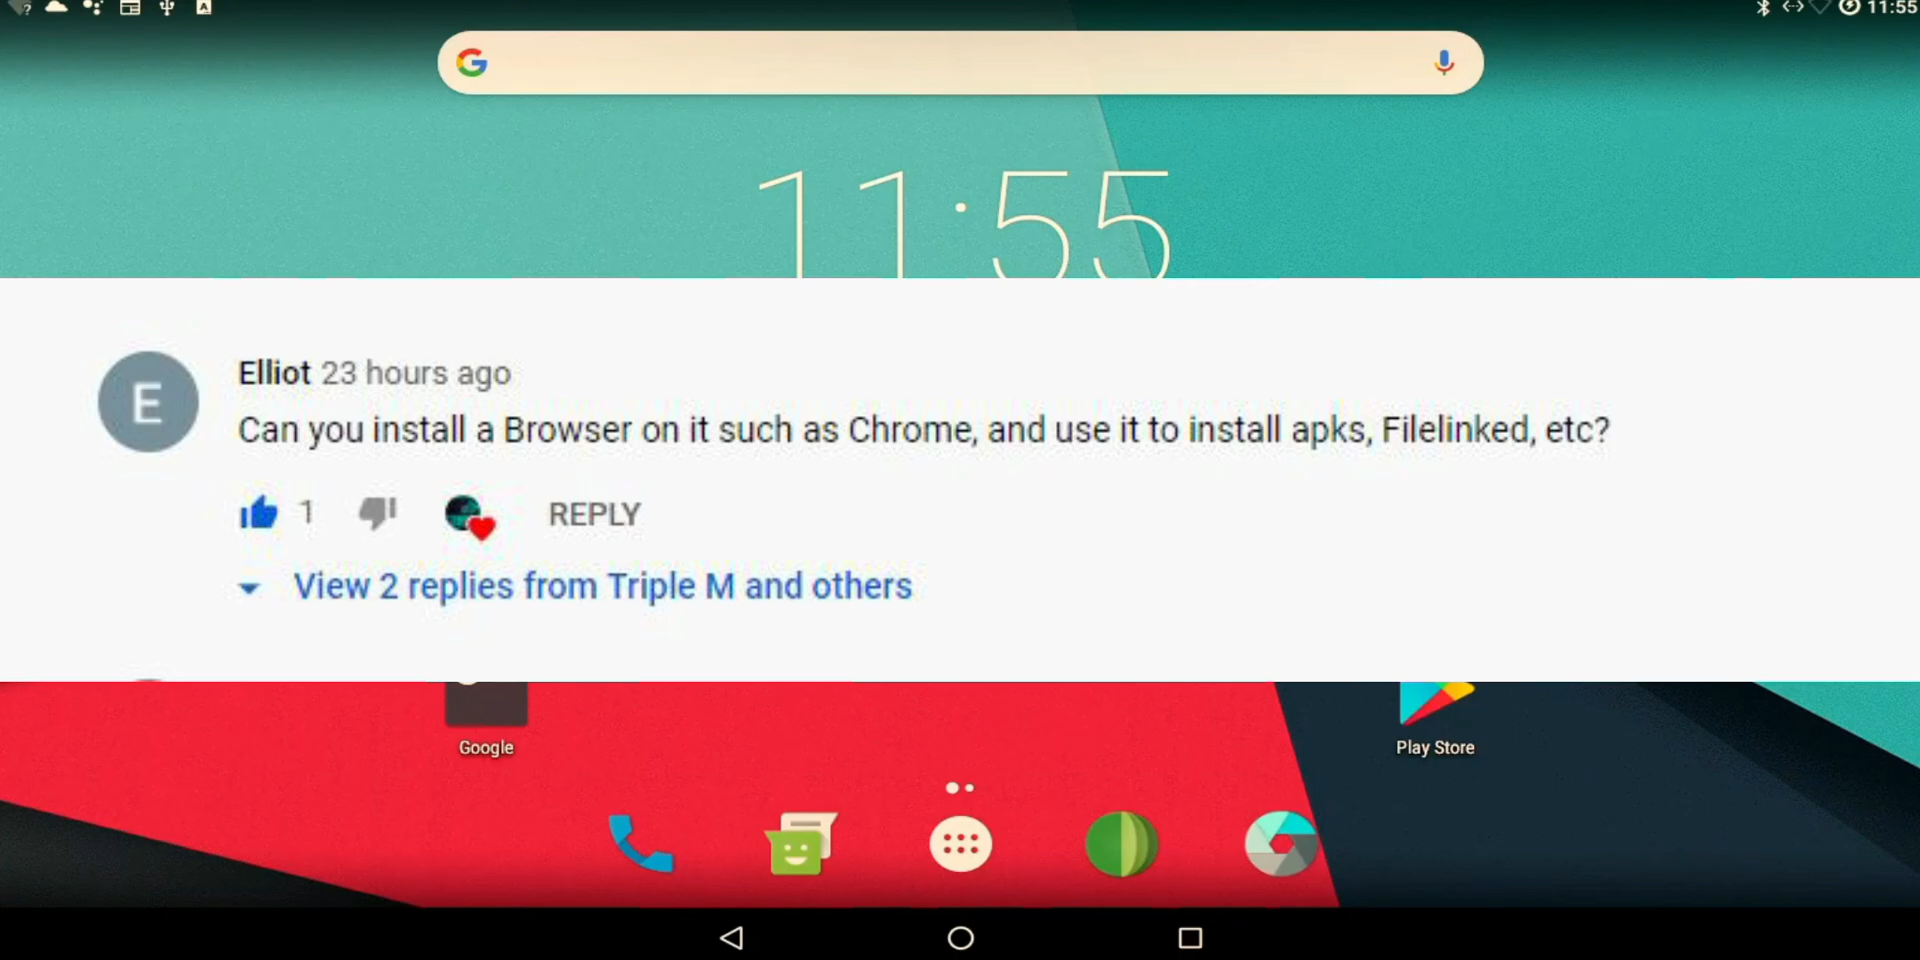 11:55
11:55
E
Elliot 23 hours ago
Can you install a Browser on it such as Chrome, and use it to install apks, Filelinked, etc?
1
REPLY
View 2 replies from Triple M and others
Google
Play Store